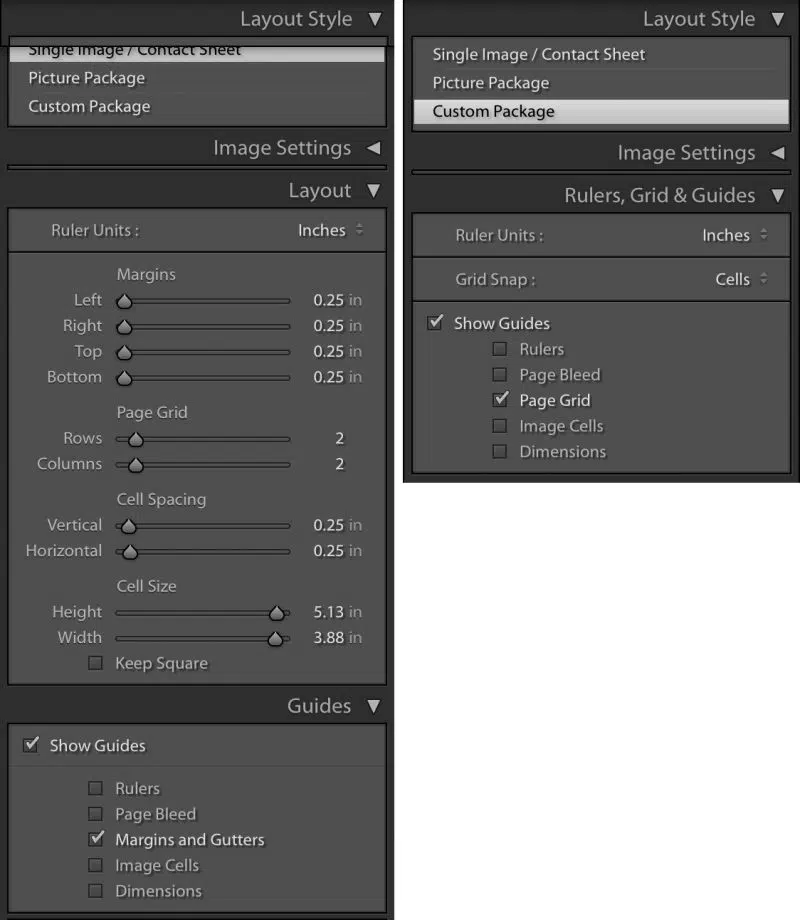 Layout Style
Single Image / Contact Sheet
Picture Package
Custom Package
Image Settings
Layout
Ruler Units : Inches
Margins
Left 0.25 in
Right 0.25 in
Top 0.25 in
Bottom 0.25 in
Page Grid
Rows 2
Columns 2
Cell Spacing
Vertical 0.25 in
Horizontal 0.25 in
Cell Size
Height 5.13 in
Width 3.88 in
Keep Square
Guides
Show Guides
Rulers
Page Bleed
Margins and Gutters
Image Cells
Dimensions
Layout Style
Single Image / Contact Sheet
Picture Package
Custom Package
Image Settings
Rulers, Grid & Guides
Ruler Units : Inches
Grid Snap : Cells
Show Guides
Rulers
Page Bleed
Page Grid
Image Cells
Dimensions